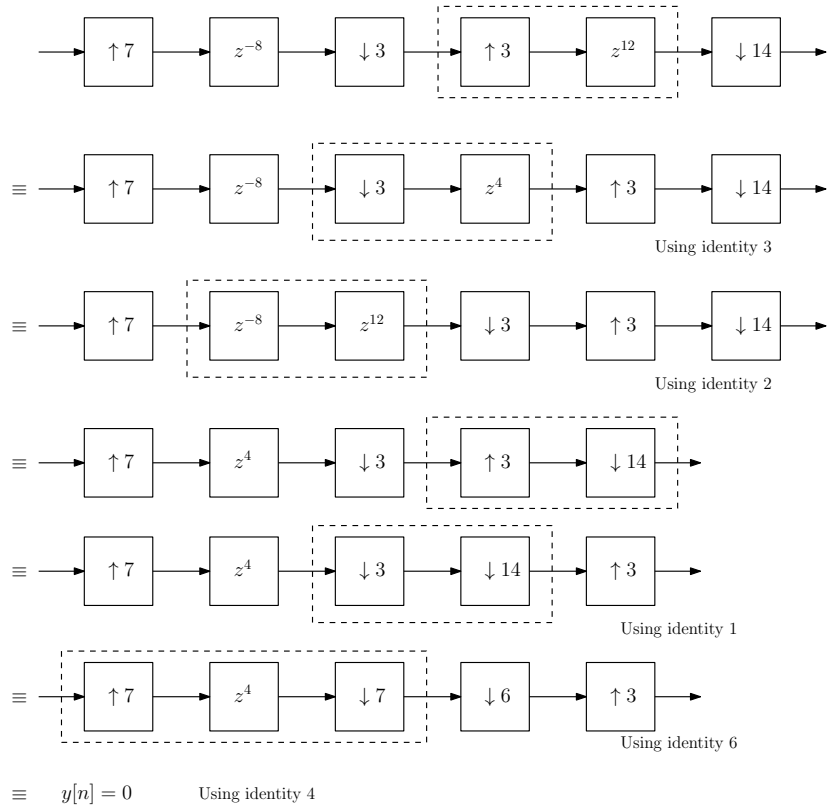 ↑ 7 z^{-8} ↓ 3 ↑ 3 z^{12} ↓ 14
≡ ↑ 7 z^{-8} ↓ 3 z^{4} ↑ 3 ↓ 14
Using identity 3
≡ ↑ 7 z^{-8} z^{12} ↓ 3 ↑ 3 ↓ 14
Using identity 2
≡ ↑ 7 z^{4} ↓ 3 ↑ 3 ↓ 14
≡ ↑ 7 z^{4} ↓ 3 ↓ 14 ↑ 3
Using identity 1
≡ ↑ 7 z^{4} ↓ 7 ↓ 6 ↑ 3
Using identity 6
≡ y[n] = 0 Using identity 4